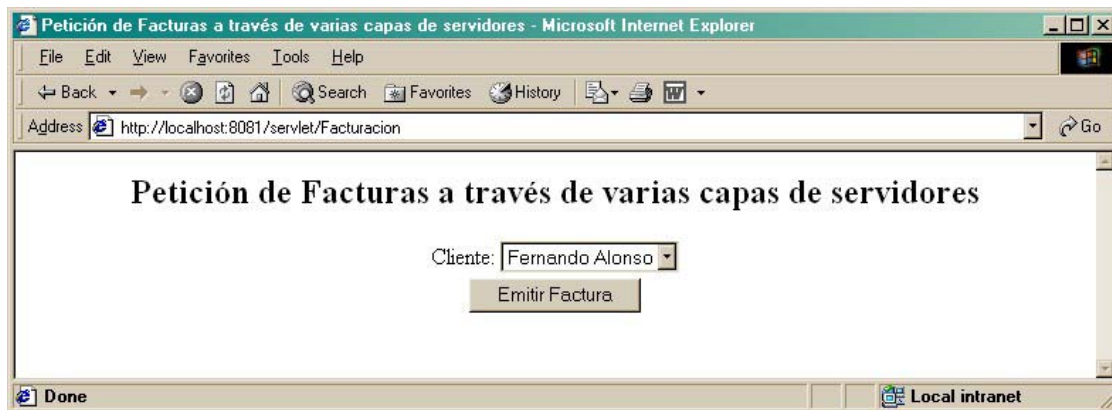 Petición de Facturas a través de varias capas de servidores - Microsoft Internet Explorer
File Edit View Favorites Tools Help
Back Search Favorites History
Address http://localhost:8081/servlet/Facturacion Go
Petición de Facturas a través de varias capas de servidores
Cliente: Fernando Alonso
Emitir Factura
Done Local intranet